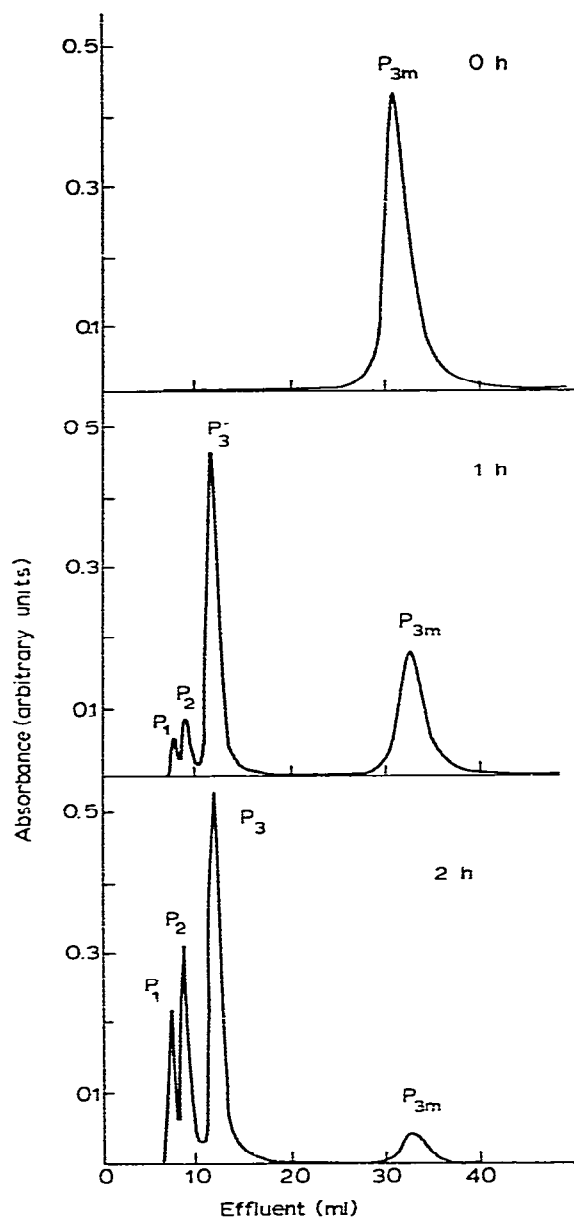 0.5
P3m
0 h
0.3
0.1
0.5
P3
1 h
0.3
P3m
P2
P1
0.1
Absorbance (arbitrary units)
0.5
P3
2 h
P2
0.3
P1
0.1
P3m
0 10 20 30 40
Effluent (ml)